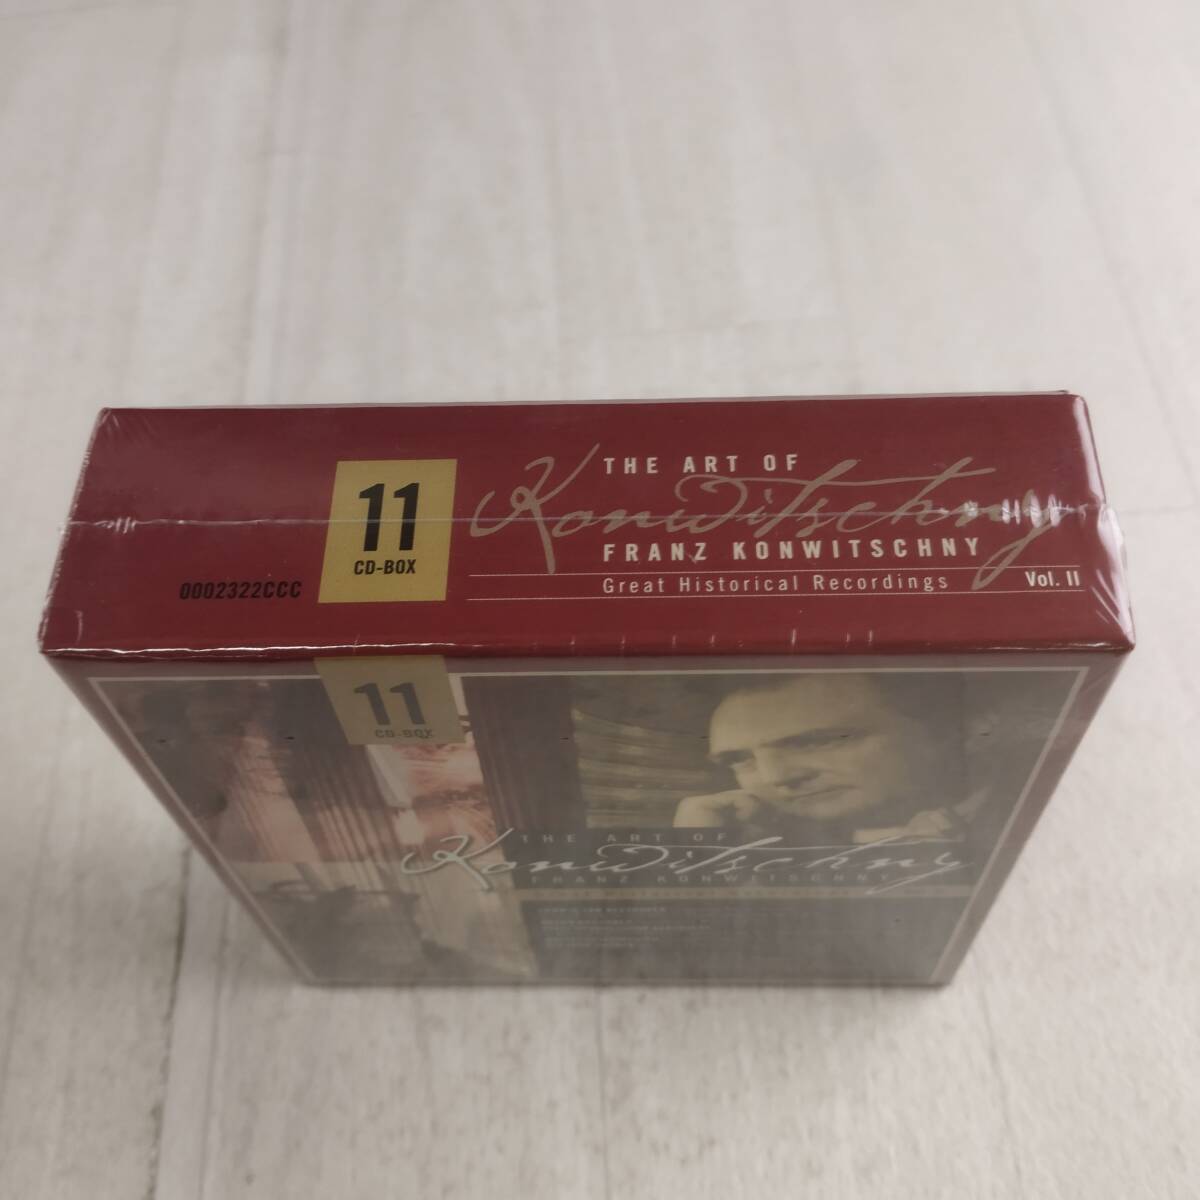 THE ART OF
Konwitschny
FRANZ KONWITSCHNY
Great Historical Recordings Vol. II
11
CD-BOX
0002322CCC
11
CD-BOX
THE ART OF
Konwitschny
FRANZ KONWITSCHNY